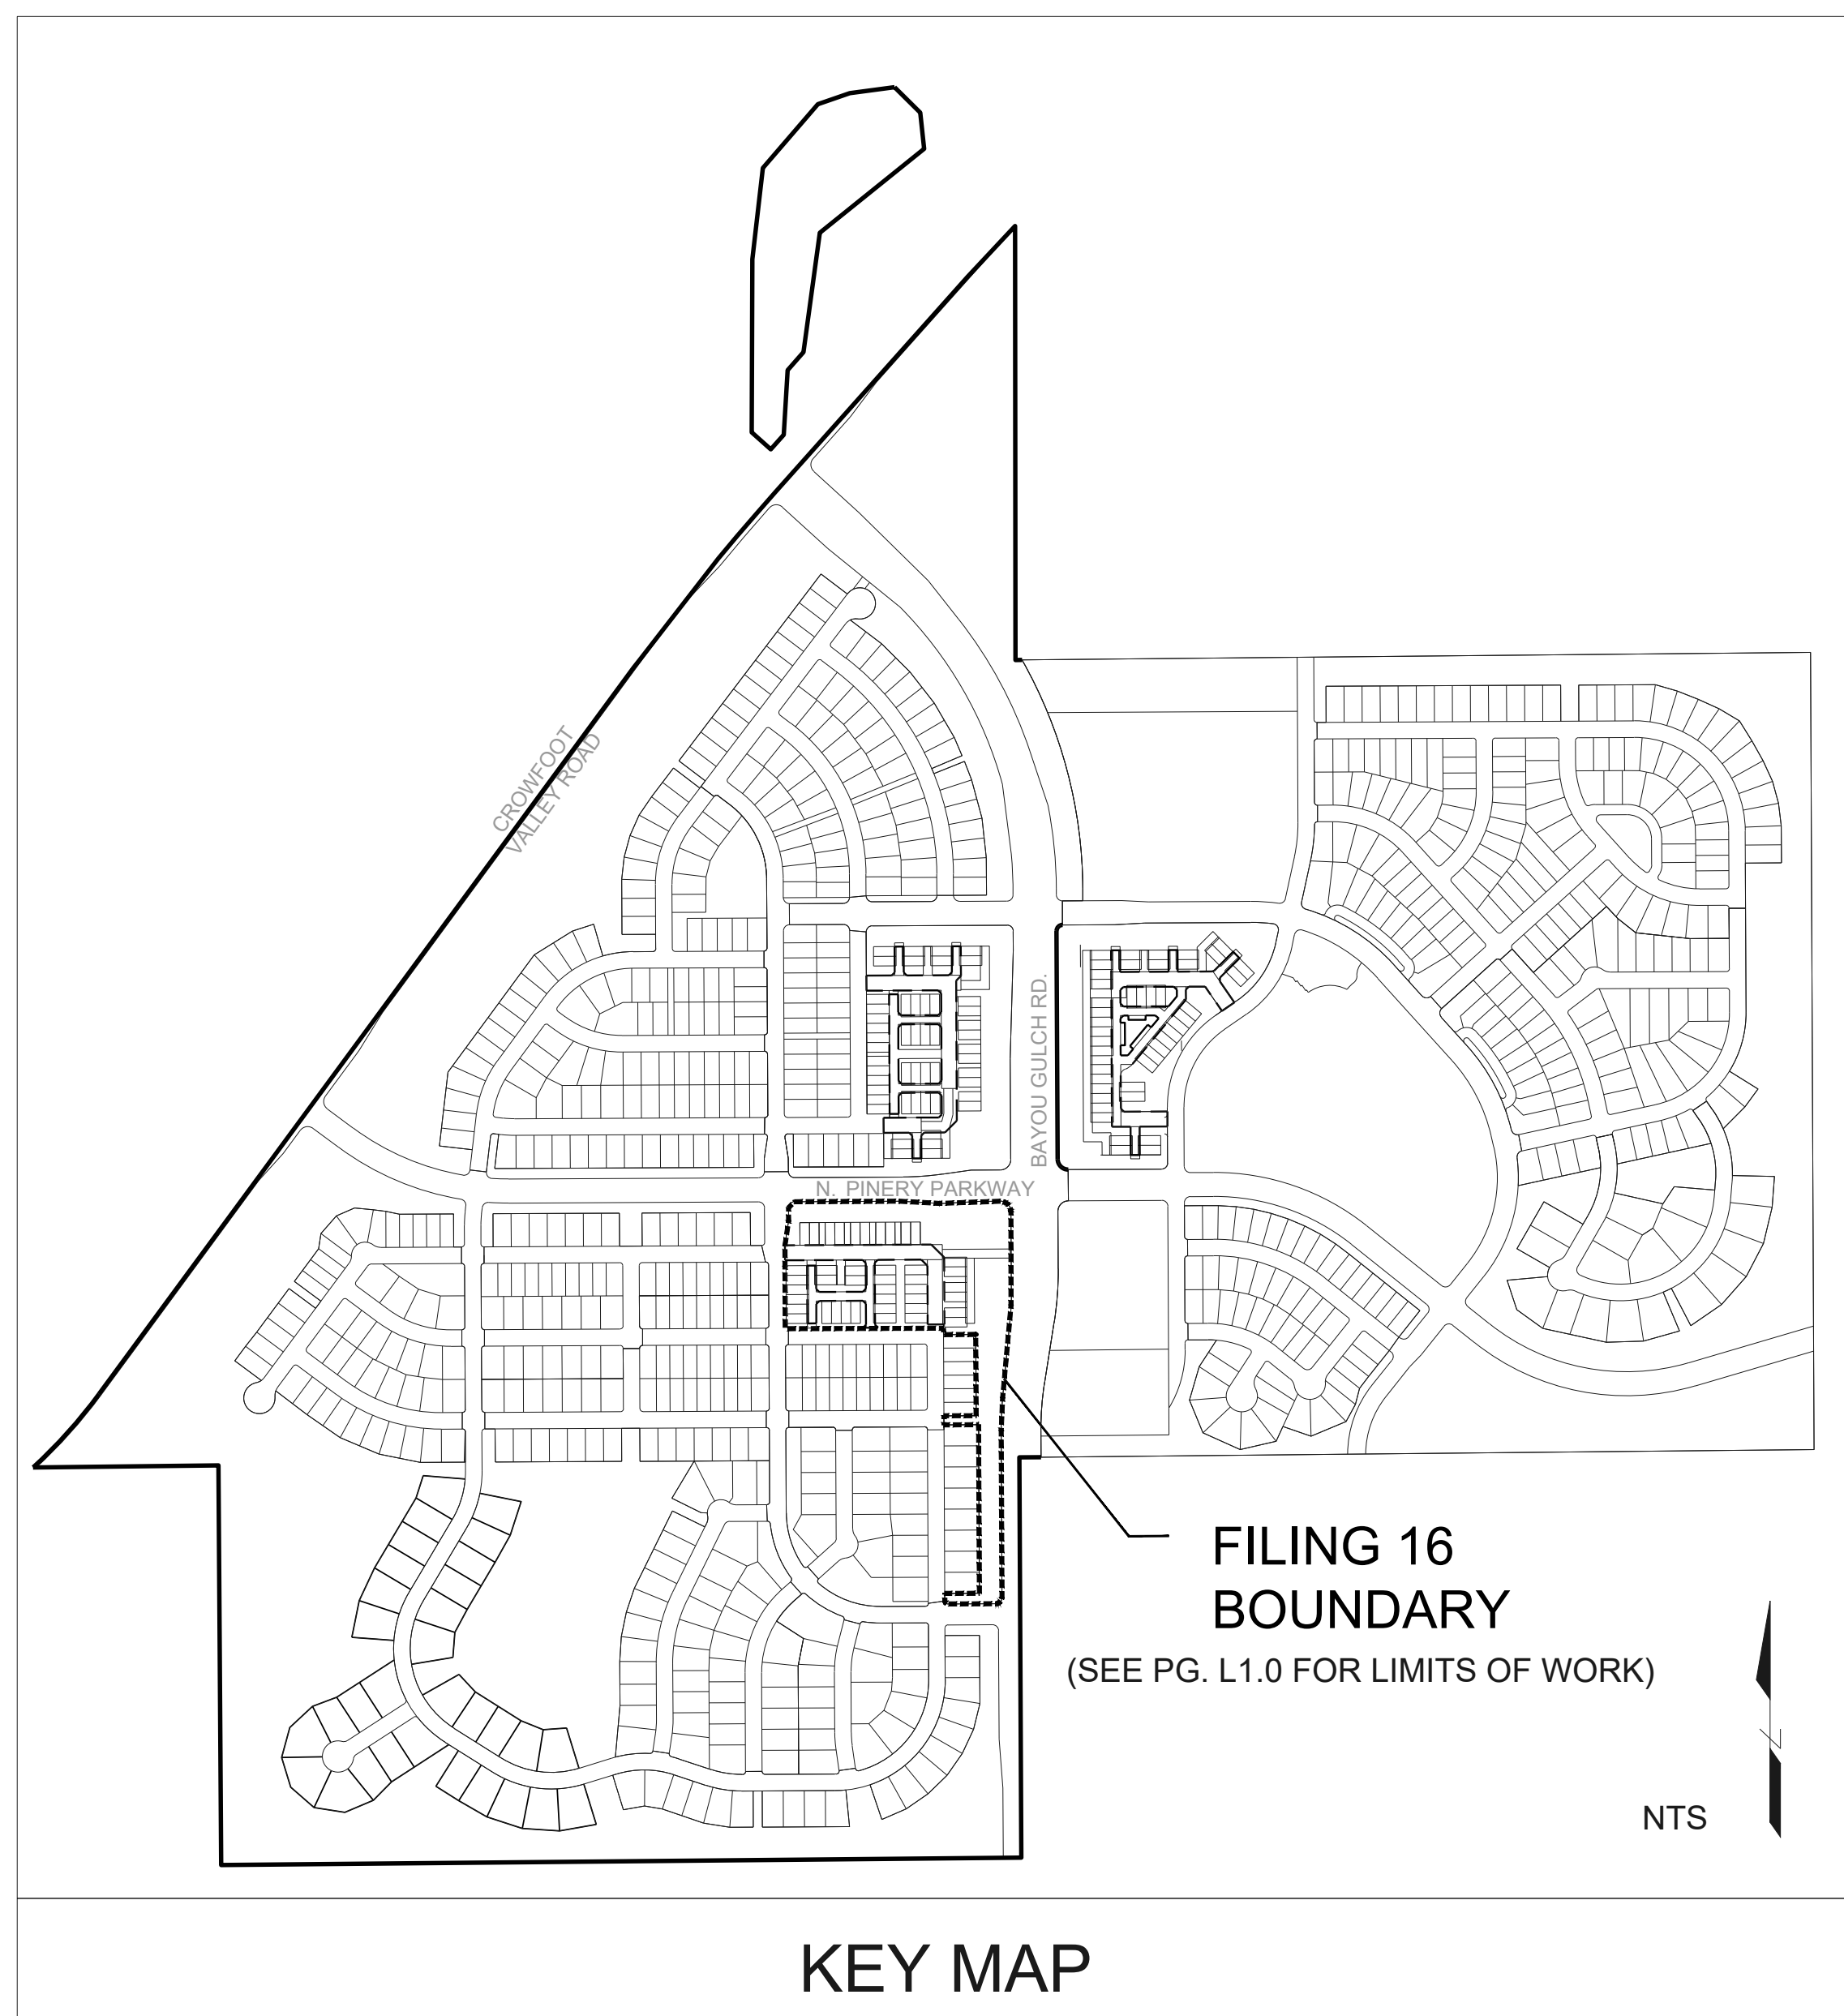 CROWFOOT
VALLEY ROAD
BAYOU GULCH RD.
N. PINERY PARKWAY
FILING 16
BOUNDARY
(SEE PG. L1.0 FOR LIMITS OF WORK)
N
NTS
KEY MAP